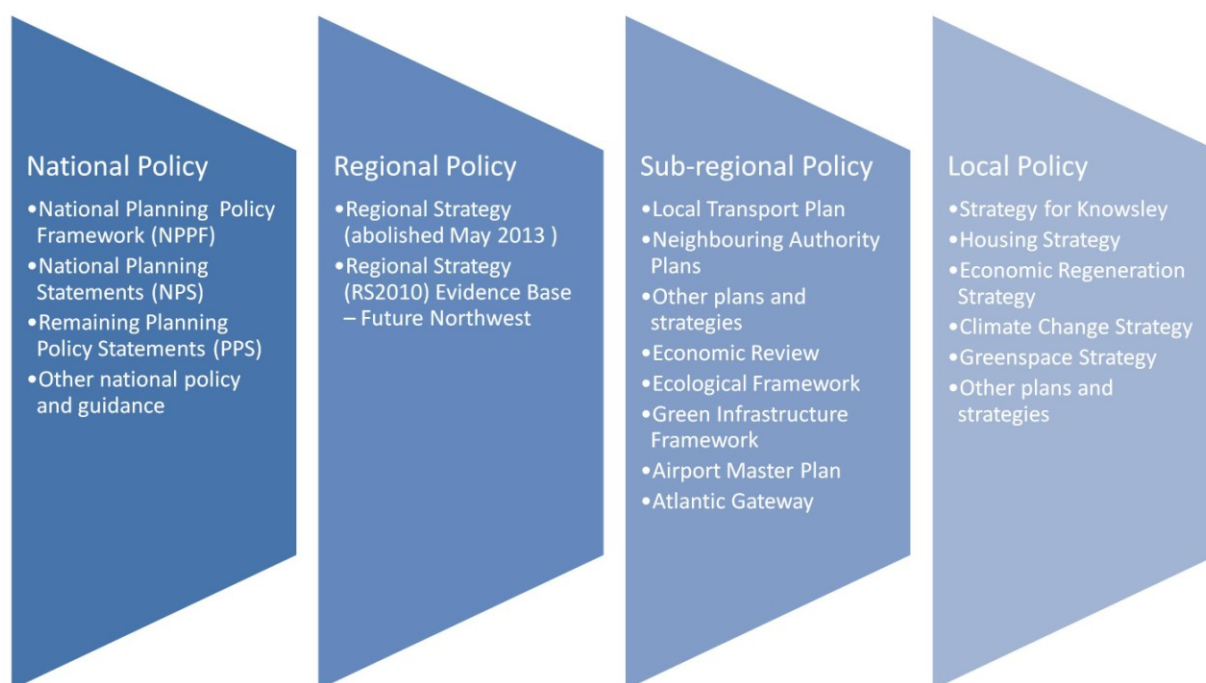 National Policy
•National Planning Policy
Framework (NPPF)
•National Planning
Statements (NPS)
•Remaining Planning
Policy Statements (PPS)
•Other national policy
and guidance
Regional Policy
•Regional Strategy
(abolished May 2013 )
•Regional Strategy
(RS2010) Evidence Base
– Future Northwest
Sub-regional Policy
•Local Transport Plan
•Neighbouring Authority
Plans
•Other plans and
strategies
•Economic Review
•Ecological Framework
•Green Infrastructure
Framework
•Airport Master Plan
•Atlantic Gateway
Local Policy
•Strategy for Knowsley
•Housing Strategy
•Economic Regeneration
Strategy
•Climate Change Strategy
•Greenspace Strategy
•Other plans and
strategies